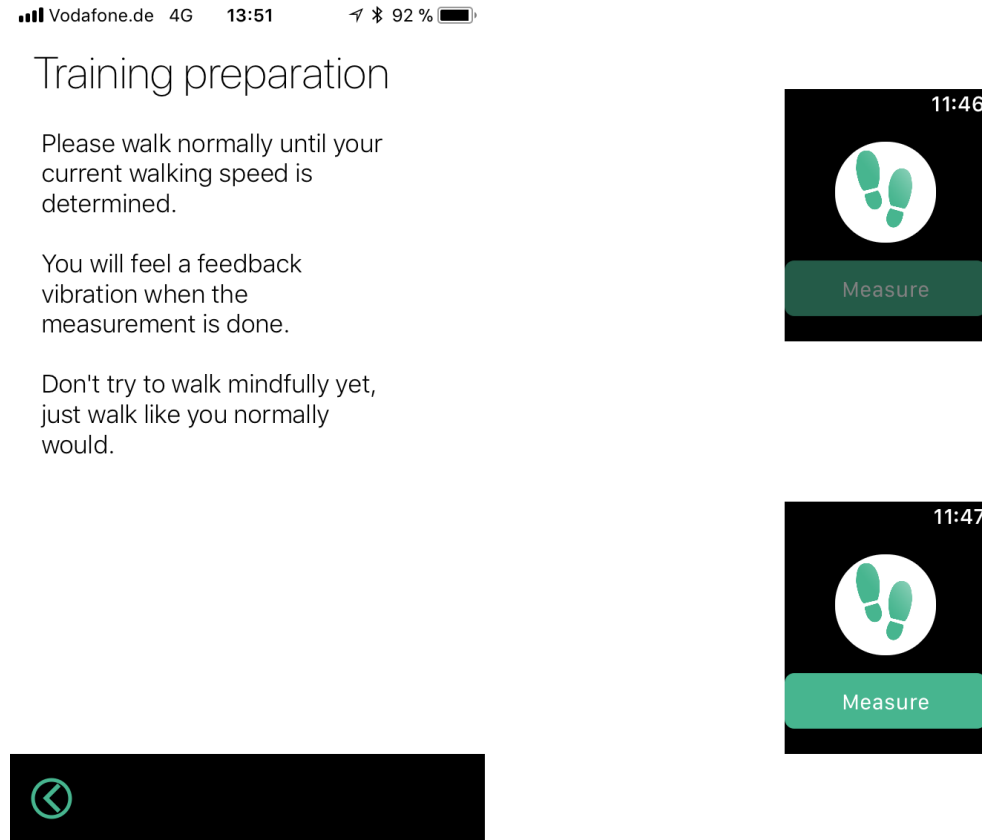 Vodafone.de 4G 13:51 92 %
Training preparation
Please walk normally until your
current walking speed is
determined.
You will feel a feedback
vibration when the
measurement is done.
Don't try to walk mindfully yet,
just walk like you normally
would.
11:46
Measure
11:47
Measure